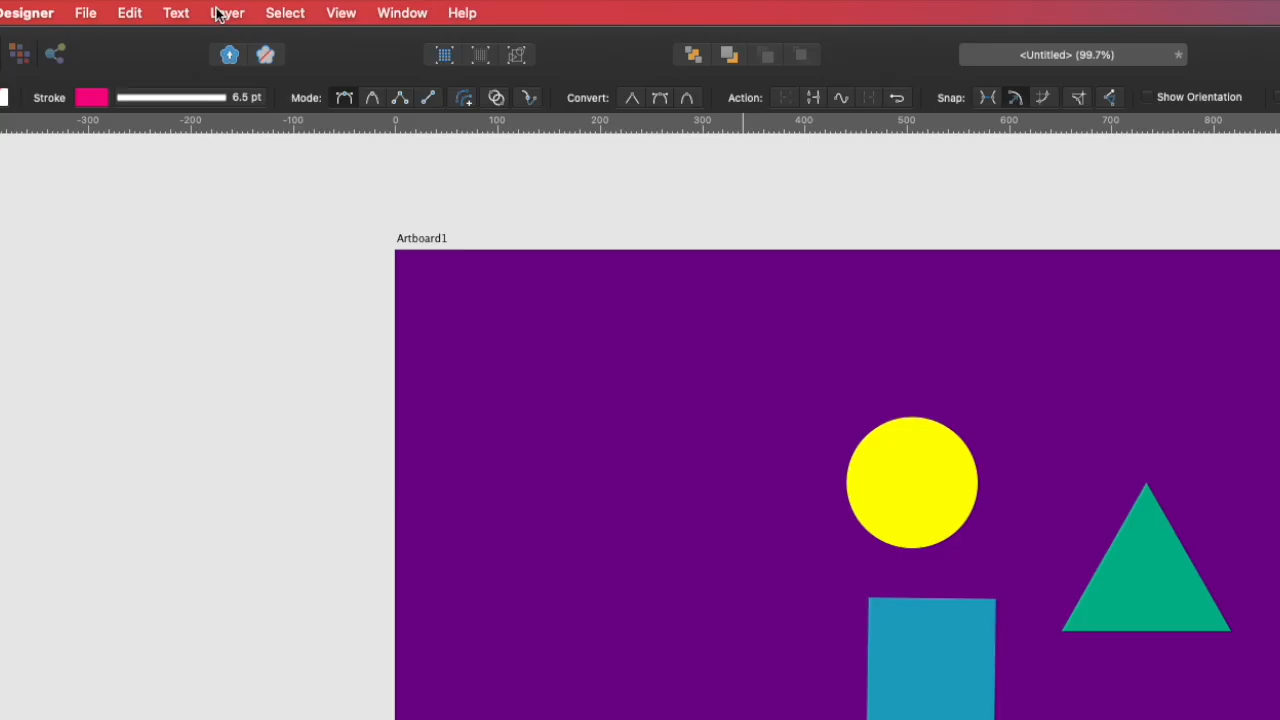 Designer File Edit Text Layer Select View Window Help
<Untitled> (99.7%) *
Stroke 6.5 pt Mode: Convert: Action: Snap: Show Orientation
-300 -200 -100 0 100 200 300 400 500 600 700 800
Artboard1